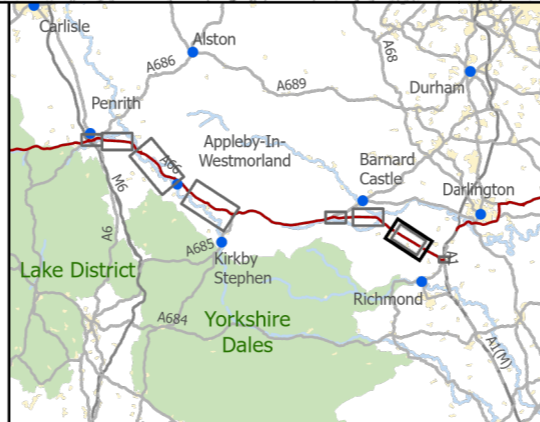 Carlisle
Alston
A68
A686
A689
Durham
Penrith
Appleby-In-
Westmorland
A66
Barnard
Castle
Darlington
M6
A6
A685
Kirkby
Stephen
A1
Lake District
Richmond
A684
Yorkshire
Dales
A1(M)